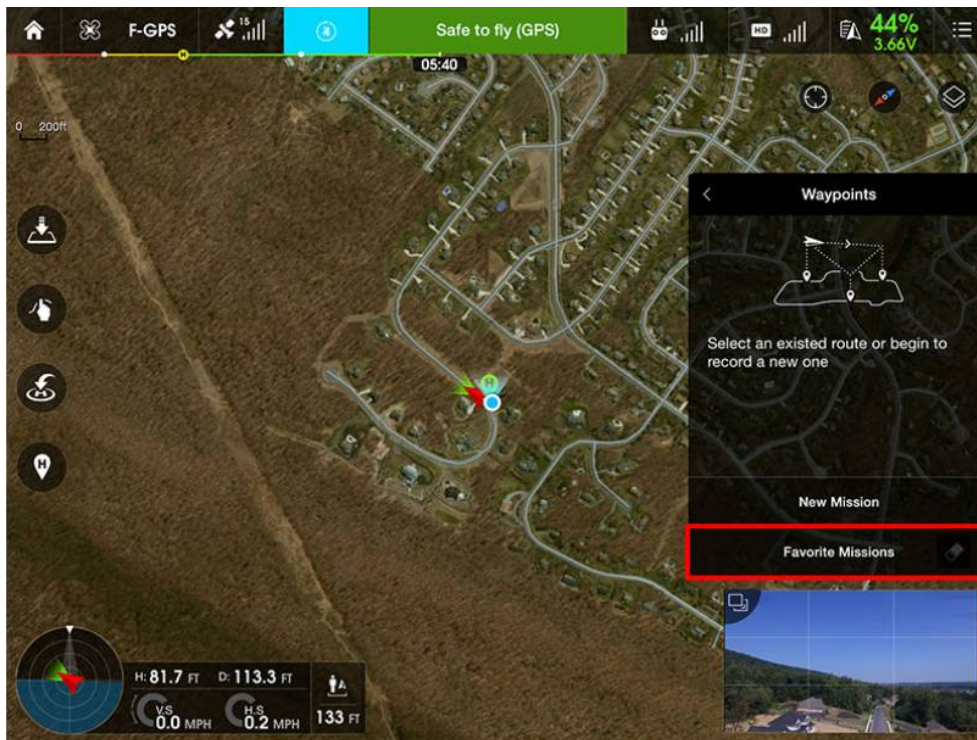 F-GPS
15
Safe to fly (GPS)
HD
44%
3.66V
05:40
H
0 200ft
Waypoints
Select an existed route or begin to
record a new one
H
H
New Mission
Favorite Missions
H: 81.7 FT D: 113.3 FT
V.S
0.0 MPH
H.S
0.2 MPH
A
133 FT